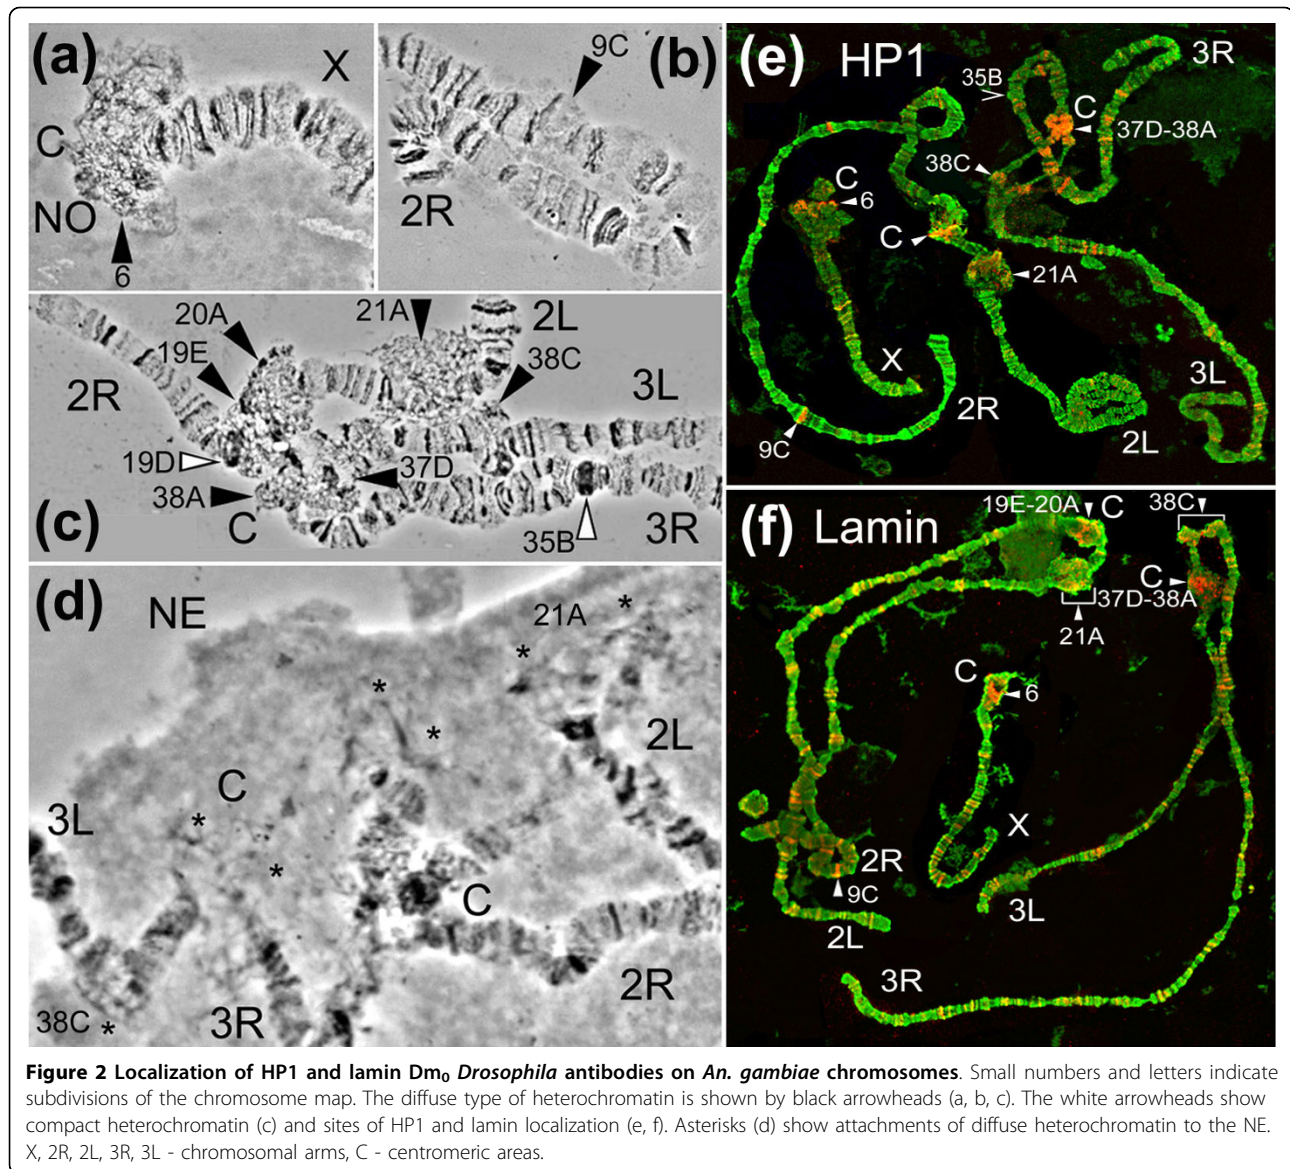 (a)
X
C
NO
6
9C
(b)
2R
20A
19E
21A
2L
38C
2R
3L
19D
37D
38A
C
(c)
35B
3R
(d)
NE
21A
*
*
*
*
2L
3L
C
*
*
C
38C *
3R
2R
(e) HP1
3R
35B
C
37D-38A
38C
C
6
C
21A
X
2R
3L
9C
2L
(f) Lamin
19E-20A
C
38C
C
37D-38A
21A
C
6
X
2R
9C
3L
2L
3R
Figure 2 Localization of HP1 and lamin Dm₀ Drosophila antibodies on An. gambiae chromosomes. Small numbers and letters indicate
subdivisions of the chromosome map. The diffuse type of heterochromatin is shown by black arrowheads (a, b, c). The white arrowheads show
compact heterochromatin (c) and sites of HP1 and lamin localization (e, f). Asterisks (d) show attachments of diffuse heterochromatin to the NE.
X, 2R, 2L, 3R, 3L - chromosomal arms, C - centromeric areas.